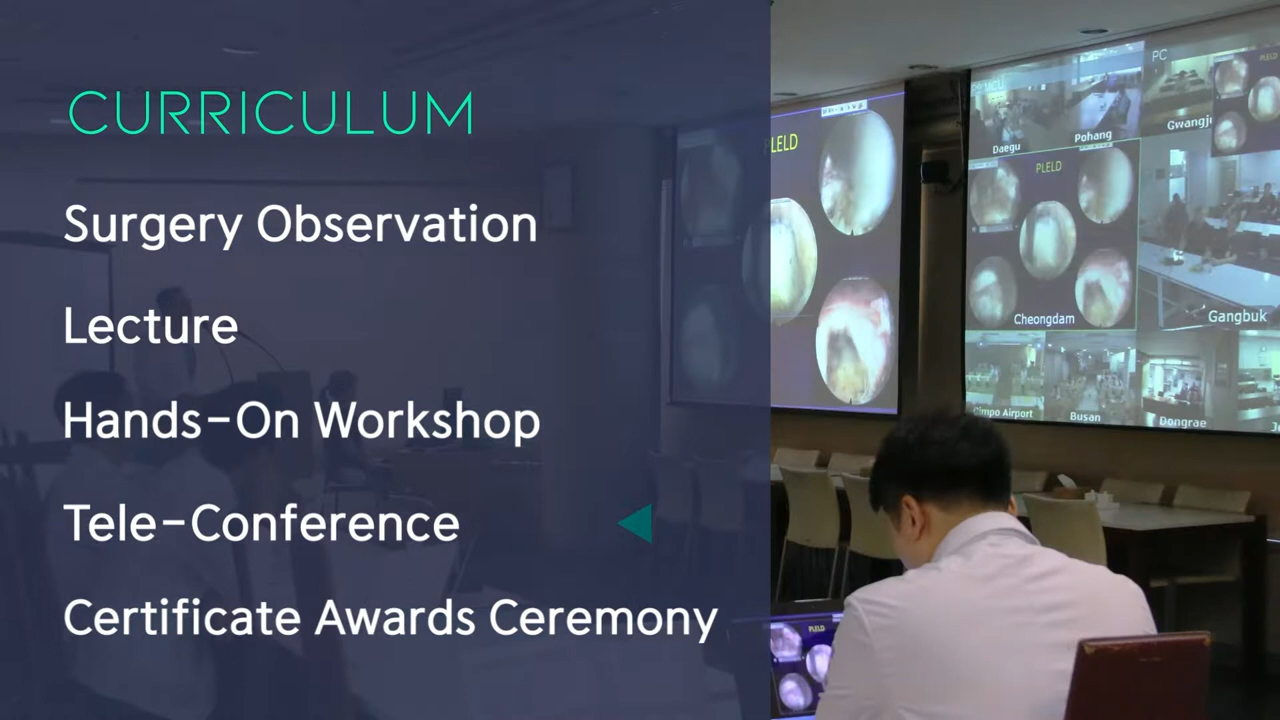 CURRICULUM
Surgery Observation
Lecture
Hands-On Workshop
Tele-Conference
Certificate Awards Ceremony
PLELD
PC
Daegu
Pohang
PLELD
PLELD
Cheongdam
Gangbuk
Gimpo Airport
Busan
Dongrae
PLELD